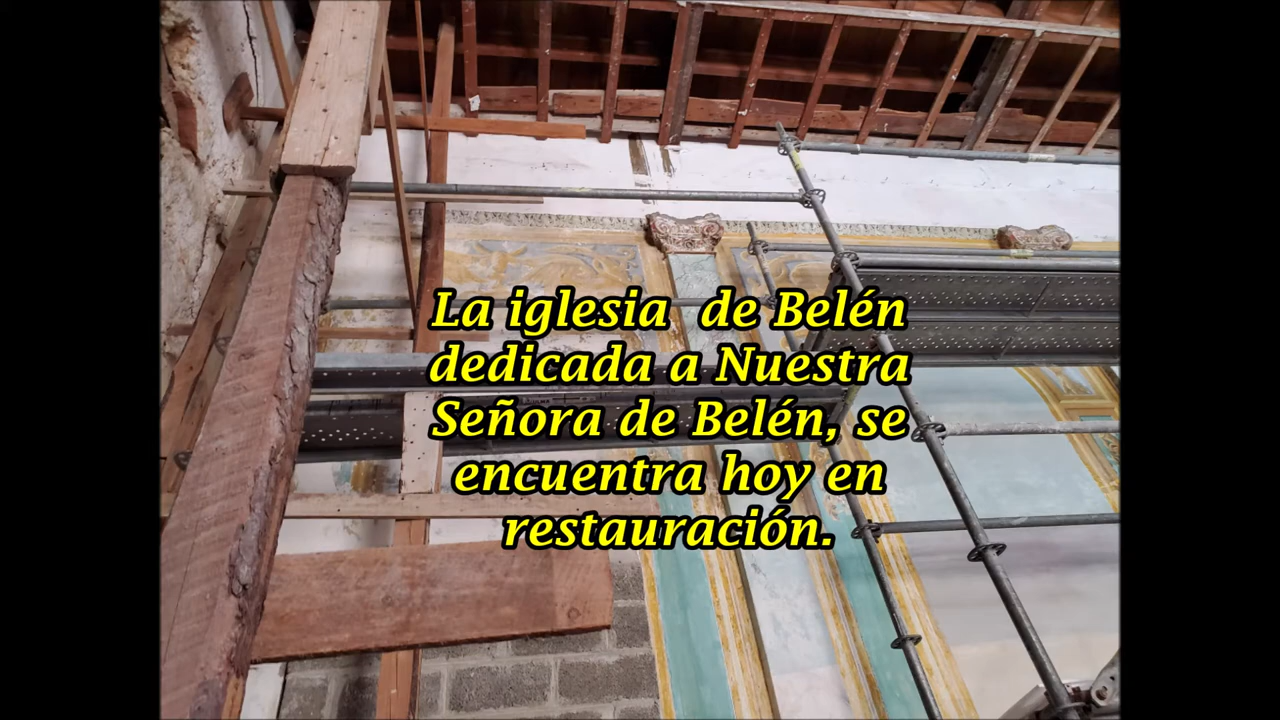 La iglesia  de Belén
dedicada a Nuestra
Señora de Belén, se
encuentra hoy en
restauración.